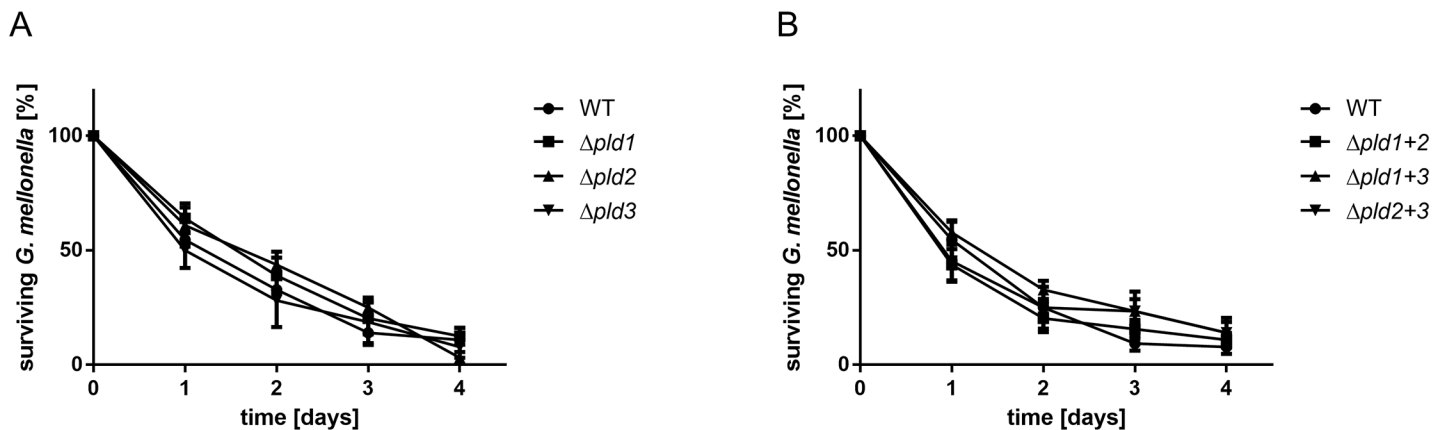 A
surviving G. mellonella [%]
100
50
0
0 1 2 3 4
time [days]
WT
Δpld1
Δpld2
Δpld3
B
surviving G. mellonella [%]
100
50
0
0 1 2 3 4
time [days]
WT
Δpld1+2
Δpld1+3
Δpld2+3